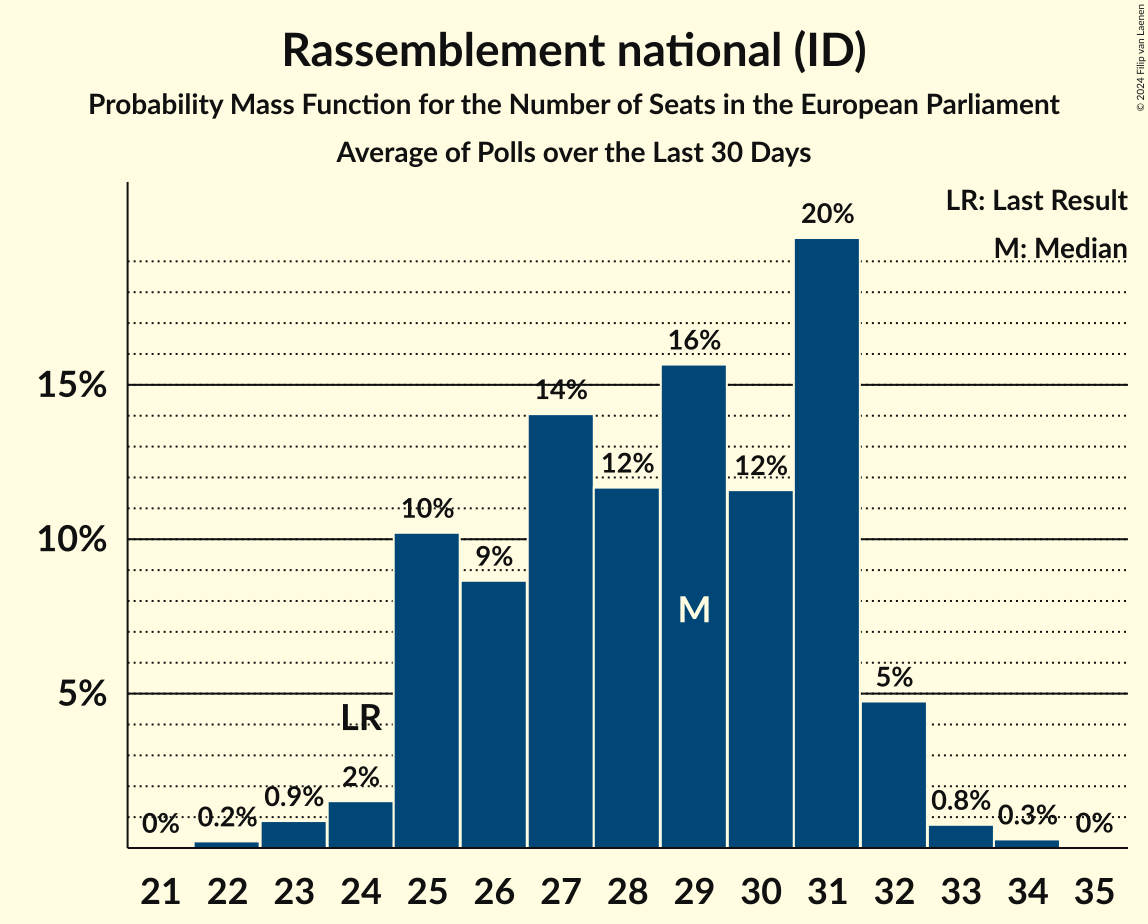 Rassemblement national (ID)
Probability Mass Function for the Number of Seats in the European Parliament
Average of Polls over the Last 30 Days
© 2024 Filip van Laenen
LR: Last Result
M: Median
15%
10%
5%
0%
0.2%
0.9%
2%
LR
10%
9%
14%
12%
16%
M
12%
20%
5%
0.8%
0.3%
0%
21 22 23 24 25 26 27 28 29 30 31 32 33 34 35